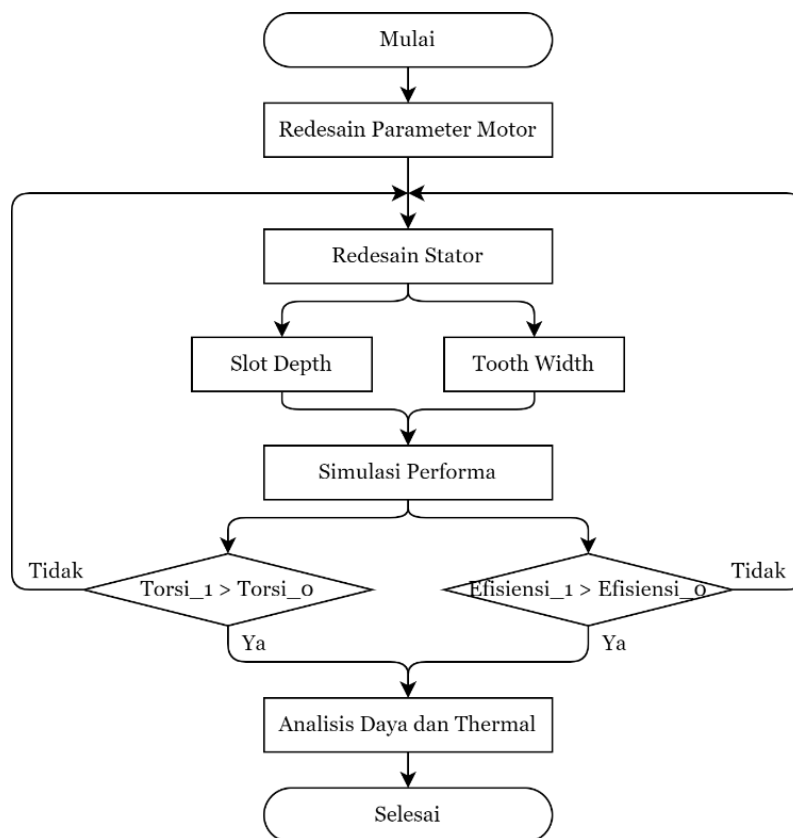 Mulai
Redesain Parameter Motor
Redesain Stator
Slot Depth
Tooth Width
Simulasi Performa
Tidak
Torsi_1 > Torsi_0
Efisiensi_1 > Efisiensi_0
Tidak
Ya
Ya
Analisis Daya dan Thermal
Selesai